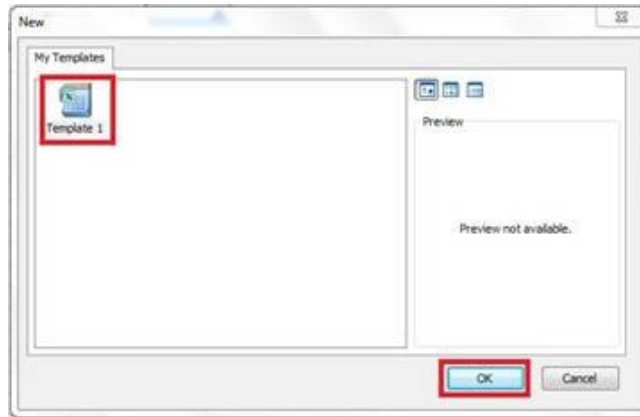 New
My Templates
Template 1
Preview
Preview not available.
OK
Cancel